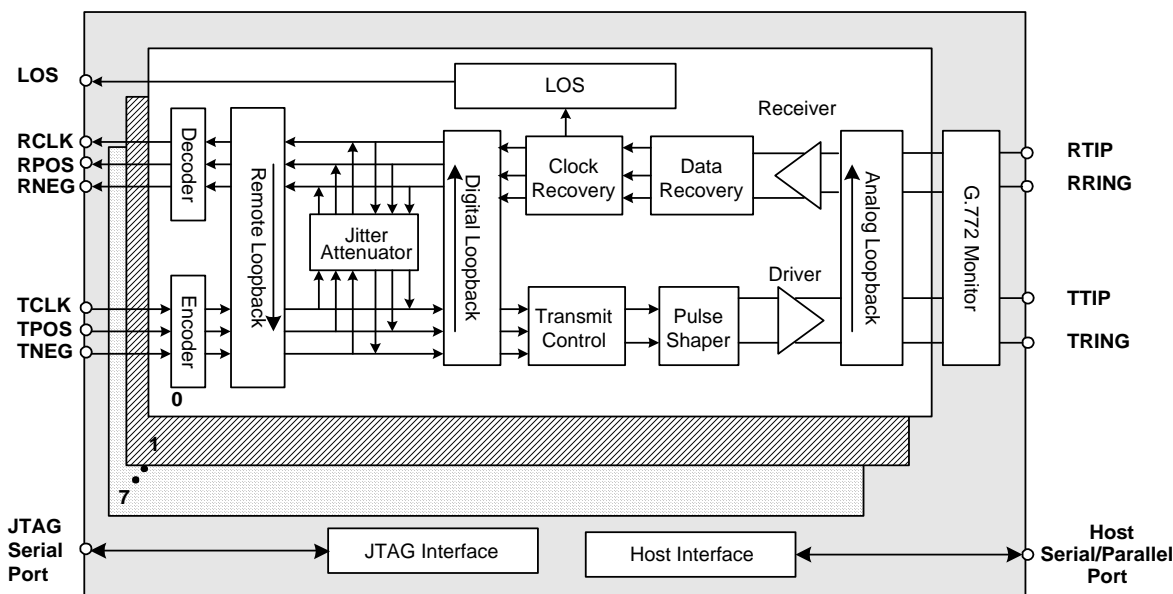 LOS
LOS
Receiver
RCLK
RPOS
RNEG
Decoder
Remote Loopback
Jitter
Attenuator
Digital Loopback
Clock
Recovery
Data
Recovery
Analog Loopback
G.772 Monitor
RTIP
RRING
Driver
TCLK
TPOS
TNEG
Encoder
Transmit
Control
Pulse
Shaper
TTIP
TRING
0
1
7
JTAG
Serial
Port
JTAG Interface
Host Interface
Host
Serial/Parallel
Port